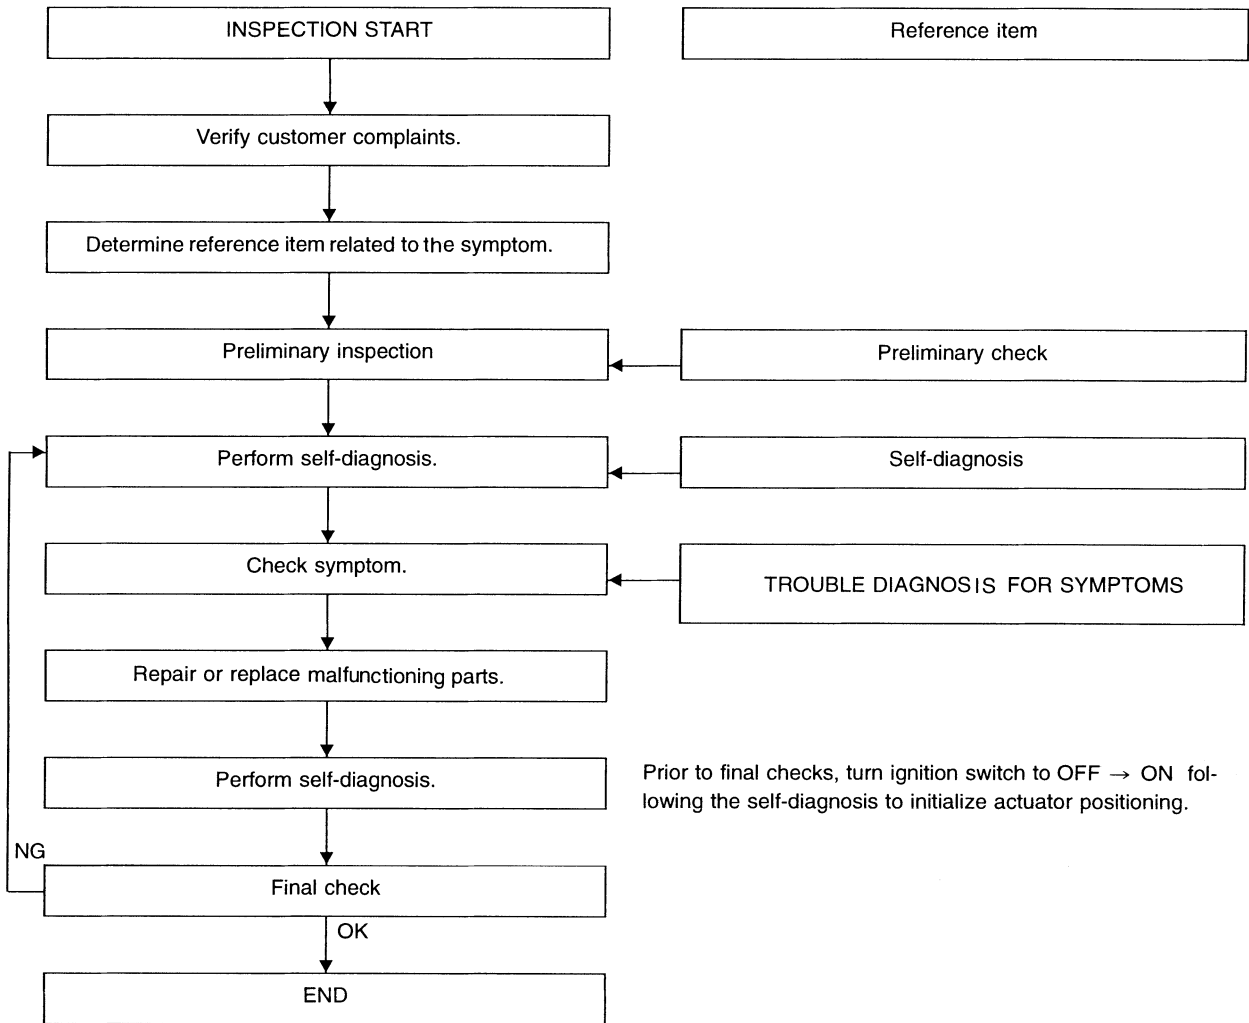 INSPECTION START
Reference item
Verify customer complaints.
Determine reference item related to the symptom.
Preliminary inspection
Preliminary check
Perform self-diagnosis.
Self-diagnosis
Check symptom.
TROUBLE DIAGNOSIS FOR SYMPTOMS
Repair or replace malfunctioning parts.
Perform self-diagnosis.
Prior to final checks, turn ignition switch to OFF → ON fol-
lowing the self-diagnosis to initialize actuator positioning.
NG
Final check
OK
END